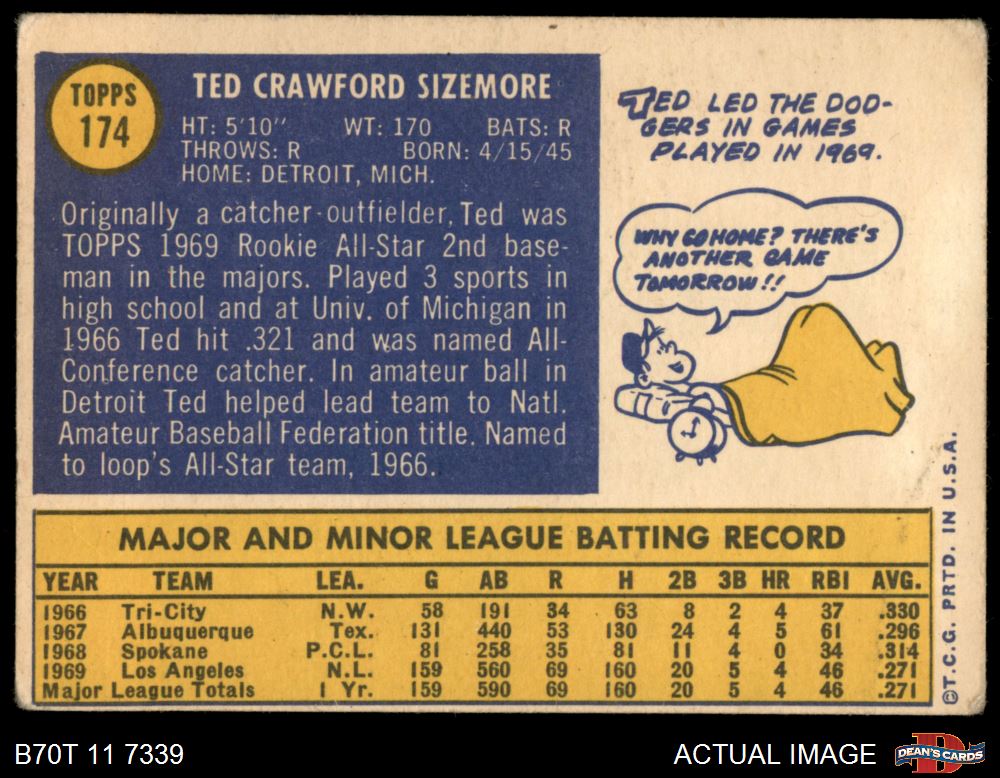 TOPPS
174
TED CRAWFORD SIZEMORE
HT: 5'10" WT: 170 BATS: R
THROWS: R BORN: 4/15/45
HOME: DETROIT, MICH.
Originally a catcher-outfielder, Ted was
TOPPS 1969 Rookie All-Star 2nd base-
man in the majors. Played 3 sports in
high school and at Univ. of Michigan in
1966 Ted hit .321 and was named All-
Conference catcher. In amateur ball in
Detroit Ted helped lead team to Natl.
Amateur Baseball Federation title. Named
to loop's All-Star team, 1966.
TED LED THE DOD-
GERS IN GAMES
PLAYED IN 1969.
WHY GO HOME? THERE'S
ANOTHER GAME
TOMORROW!!
MAJOR AND MINOR LEAGUE BATTING RECORD
YEAR TEAM LEA. G AB R H 2B 3B HR RBI AVG.
1966 Tri-City N.W. 58 191 34 63 8 2 4 37 .330
1967 Albuquerque Tex. 131 440 53 130 24 4 5 61 .296
1968 Spokane P.C.L. 81 258 35 81 11 4 0 34 .314
1969 Los Angeles N.L. 159 560 69 160 20 5 4 46 .271
Major League Totals 1 Yr. 159 590 69 160 20 5 4 46 .271
©T.C.G. PRTD. IN U.S.A.
B70T 11 7339
ACTUAL IMAGE
DEAN'S CARDS